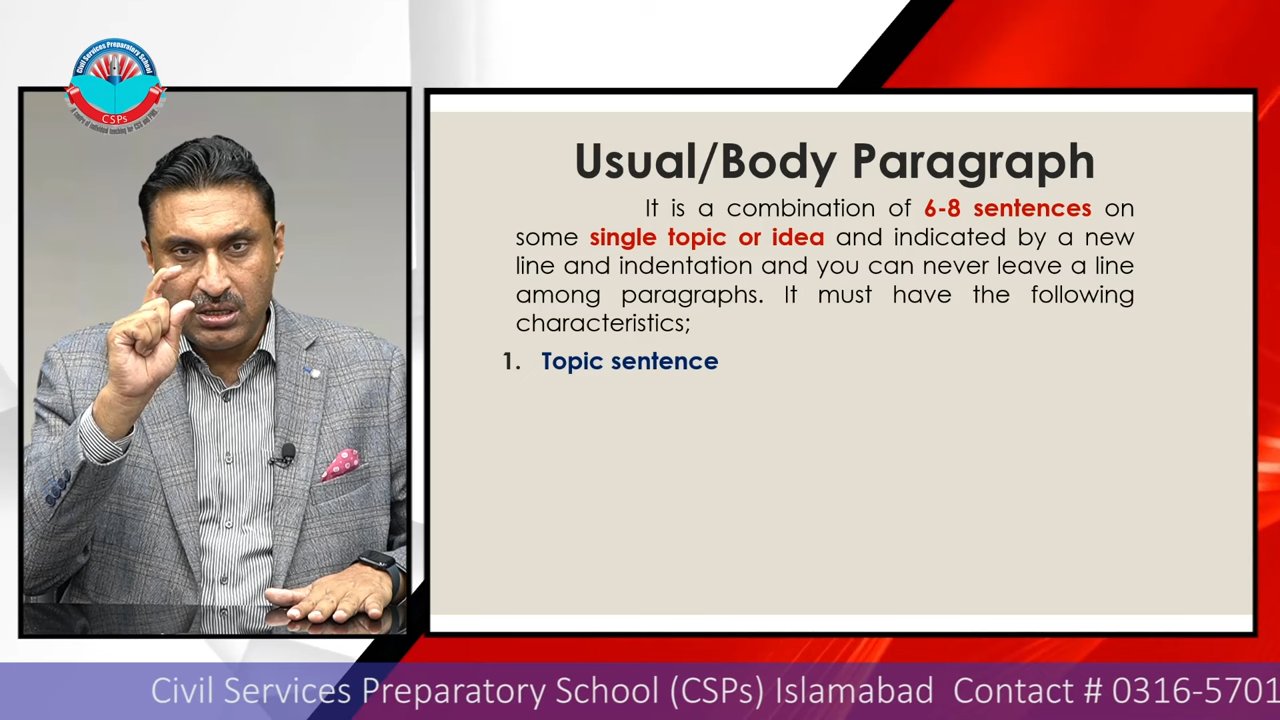 Civil Services Preparatory School
CSPs
Usual/Body Paragraph
It is a combination of 6-8 sentences on
some single topic or idea and indicated by a new
line and indentation and you can never leave a line
among paragraphs. It must have the following
characteristics;
1. Topic sentence
Civil Services Preparatory School (CSPs) Islamabad Contact # 0316-5701